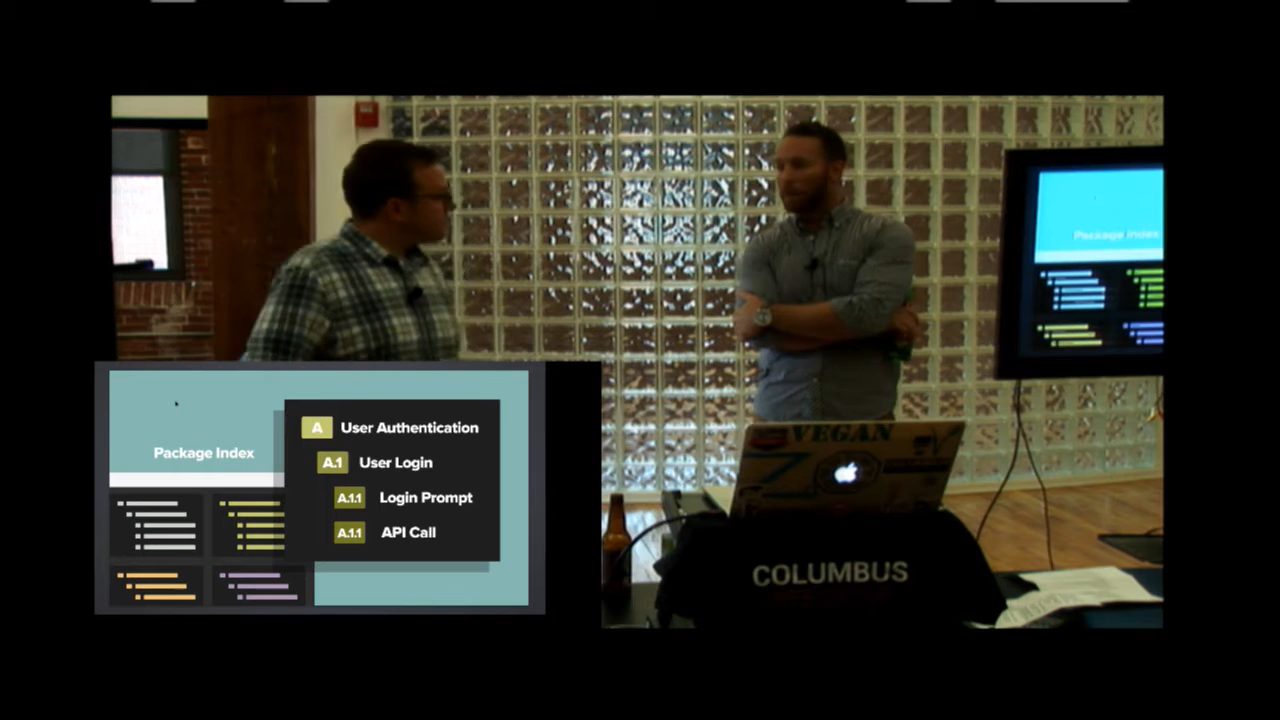 Package Index
VEGAN
Package Index
A User Authentication
A.1 User Login
A.1.1 Login Prompt
A.1.1 API Call
COLUMBUS